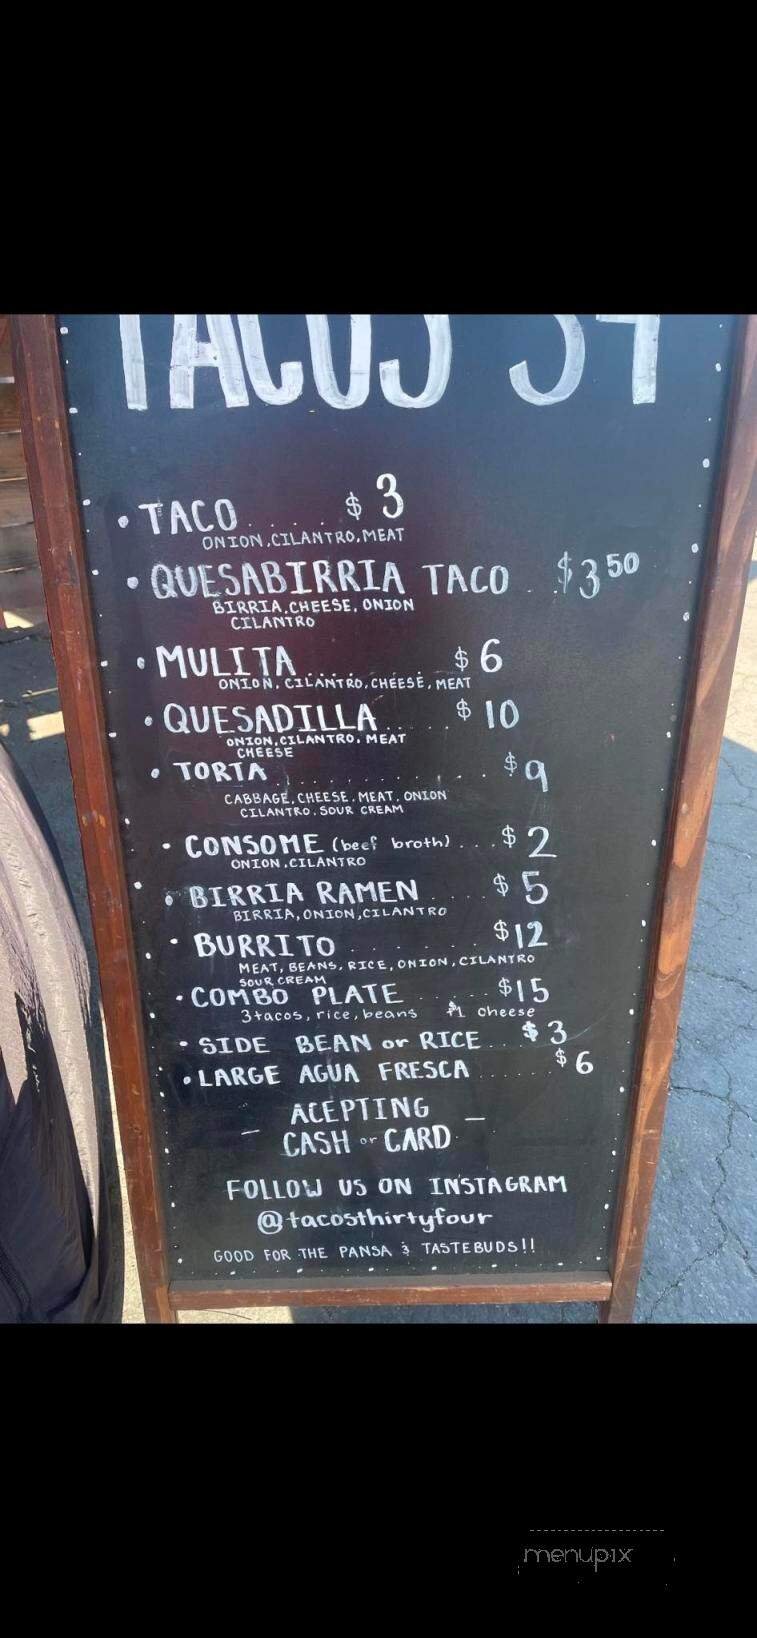 TACOS 34
• TACO . . . . . . $ 3
ONION, CILANTRO, MEAT
• QUESABIRRIA TACO . . $3 50
BIRRIA, CHEESE, ONION
CILANTRO
• MULITA . . . . . . . . $ 6
ONION, CILANTRO, CHEESE, MEAT
• QUESADILLA . . . . . $ 10
ONION, CILANTRO, MEAT
CHEESE
• TORTA . . . . . . . . . . . . $ 9
CABBAGE, CHEESE, MEAT, ONION
CILANTRO, SOUR CREAM
• CONSOME (beef broth) . . . $ 2
ONION, CILANTRO
• BIRRIA RAMEN . . . . $ 5
BIRRIA, ONION, CILANTRO
• BURRITO . . . . . . . . $12
MEAT, BEANS, RICE, ONION, CILANTRO
SOUR CREAM
• COMBO PLATE . . . . . $15
3tacos, rice, beans $1 cheese
• SIDE BEAN or RICE . . . $ 3
• LARGE AGUA FRESCA . . . . . . $ 6
ACEPTING
— CASH or CARD —
FOLLOW US ON INSTAGRAM
@tacosthirtyfour
GOOD FOR THE PANSA & TASTEBUDS!!
menupix